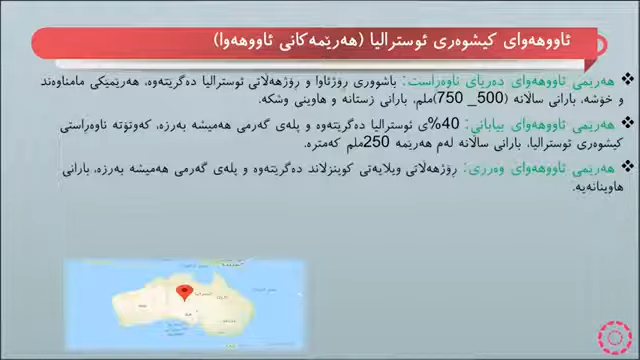 ئاووهەوای کیشوەری ئوسترالیا (هەرێمەکانی ئاووهەوا)
❖ هەرێمی ئاووهەوای دەریای ناوەڕاست: باشووری ڕۆژئاوا و ڕۆژهەڵاتی ئوسترالیا دەگرێتەوە، هەرێمێکی مامناوەند
و خۆشە، بارانی سالانە (500_ 750)ملم، بارانی زستانە و هاوینی وشکە.
❖ هەرێمی ئاووهەوای بیابانی: 40%ی ئوسترالیا دەگرێتەوە و پلەی گەرمی هەمیشە بەرزە، کەوتۆتە ناوەڕاستی
کیشوەری ئوسترالیا، بارانی سالانە لەم هەرێمە 250ملم کەمترە.
❖ هەرێمی ئاووهەوای وەرزی: ڕۆژهەڵاتی ویلایەتی کوینزلاند دەگرێتەوە و پلەی گەرمی هەمیشە بەرزە، بارانی
هاوینانەیە.